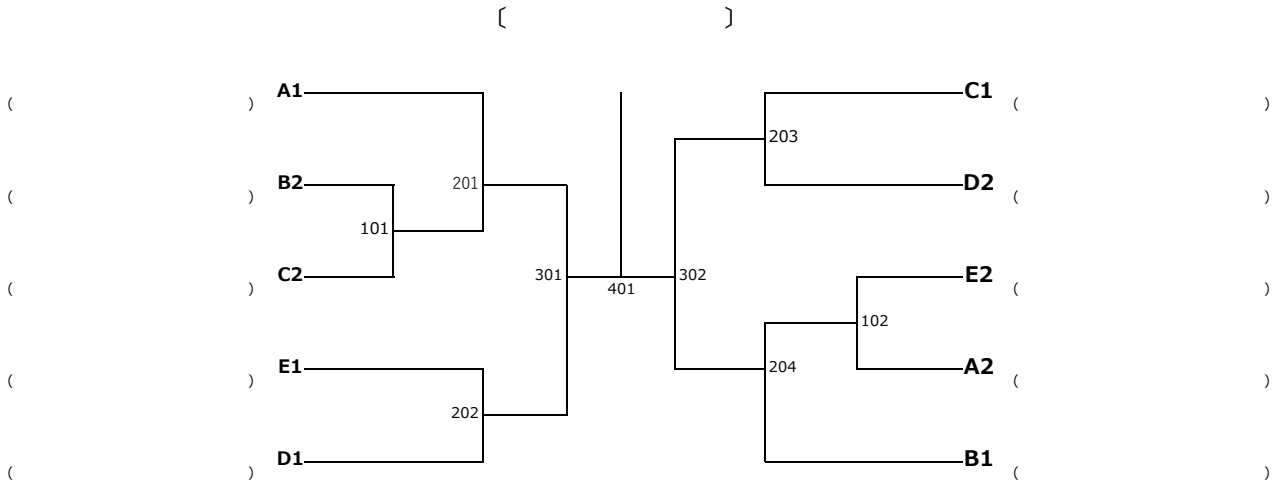 〔 〕
A1 C1
( ) ( )
203
B2 201 D2
( ) ( )
101
C2 301 302 E2
( ) 401 ( )
102
E1 204 A2
( ) ( )
202
D1 B1
( ) ( )